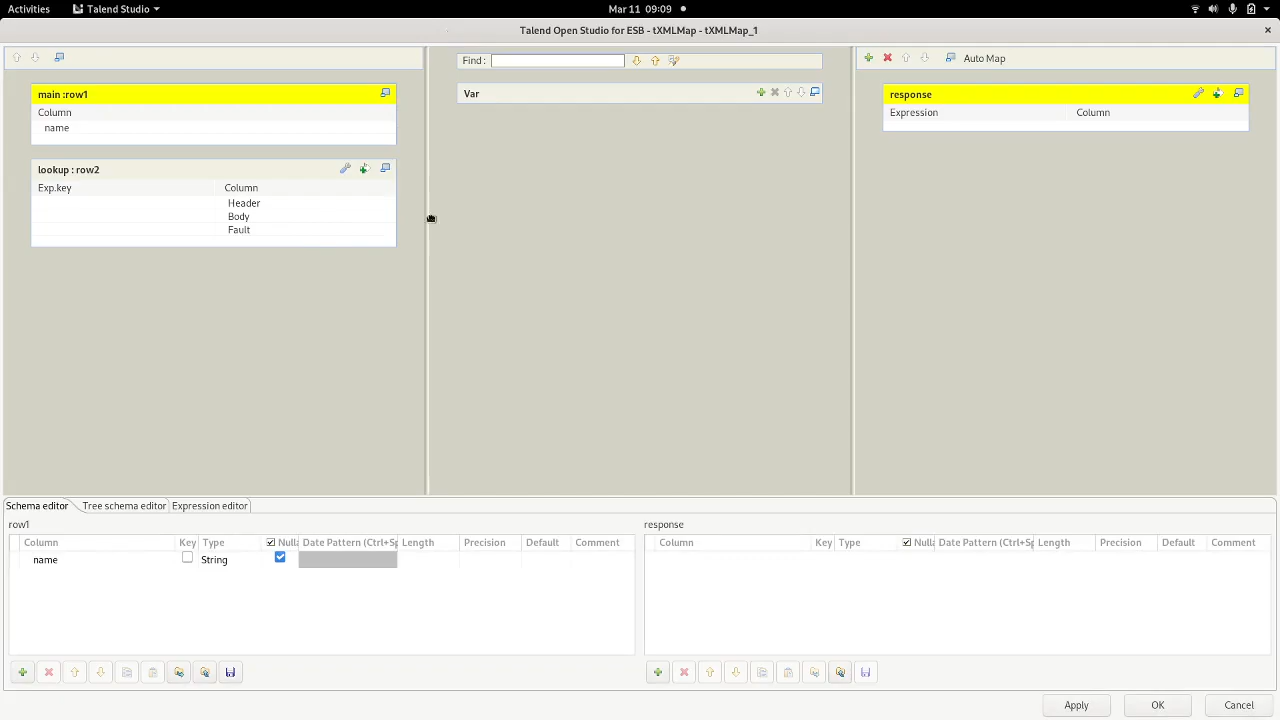 Activities
Talend Studio
Mar 11 09:09
Talend Open Studio for ESB - tXMLMap - tXMLMap_1
main :row1
Column
name
lookup : row2
Exp.key Column
Header
Body
Fault
Find :
Var
Auto Map
response
Expression Column
Schema editor Tree schema editor Expression editor
row1
Column Key Type Nulla Date Pattern (Ctrl+Sp Length Precision Default Comment
name String
response
Column Key Type Nulla Date Pattern (Ctrl+Sp Length Precision Default Comment
Apply OK Cancel